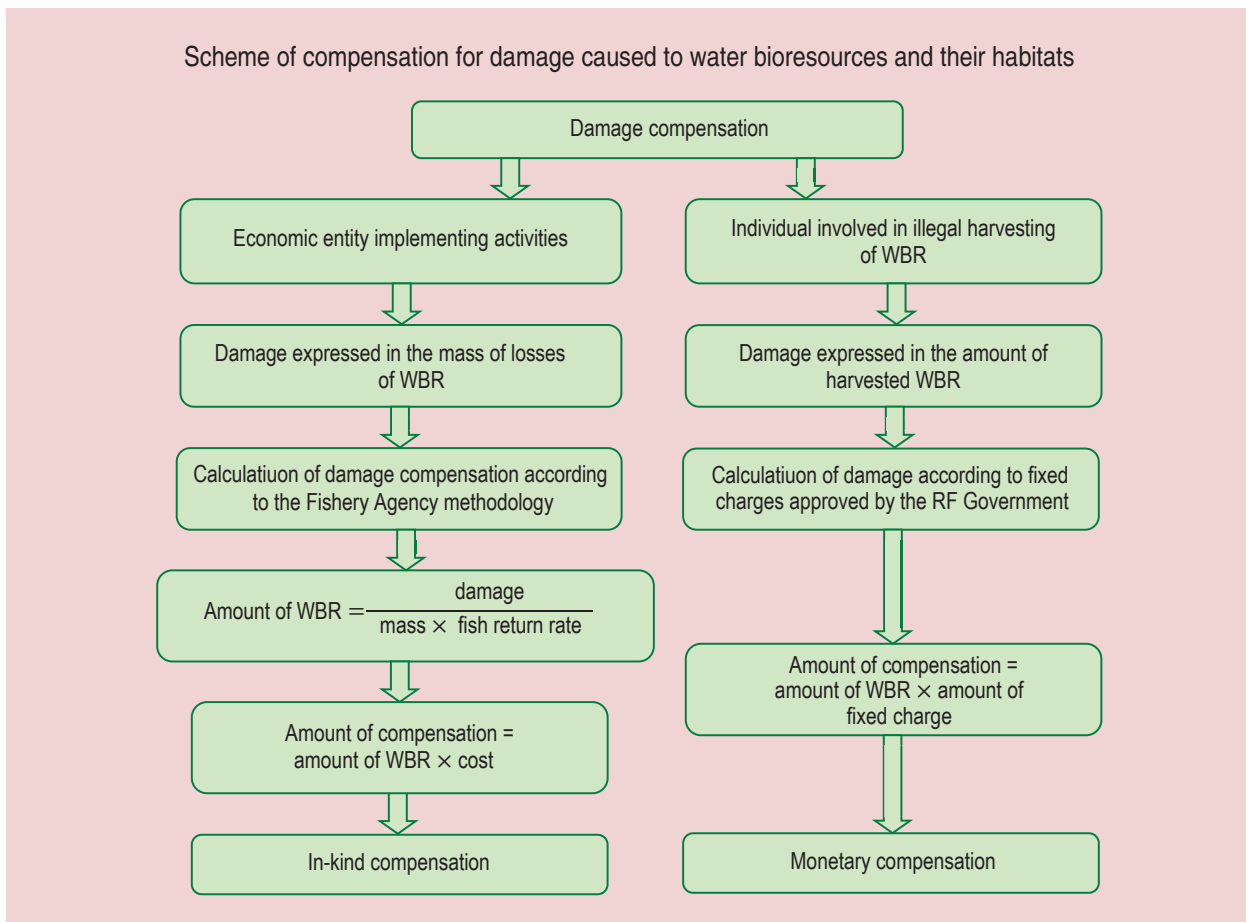 Scheme of compensation for damage caused to water bioresources and their habitats
Damage compensation
Economic entity implementing activities
Individual involved in illegal harvesting
of WBR
Damage expressed in the mass of losses
of WBR
Damage expressed in the amount of
harvested WBR
Calculatiuon of damage compensation according
to the Fishery Agency methodology
Calculatiuon of damage according to fixed
charges approved by the RF Government
Amount of WBR = damage
mass × fish return rate
Amount of compensation =
amount of WBR × amount of
fixed charge
Amount of compensation =
amount of WBR × cost
In-kind compensation
Monetary compensation